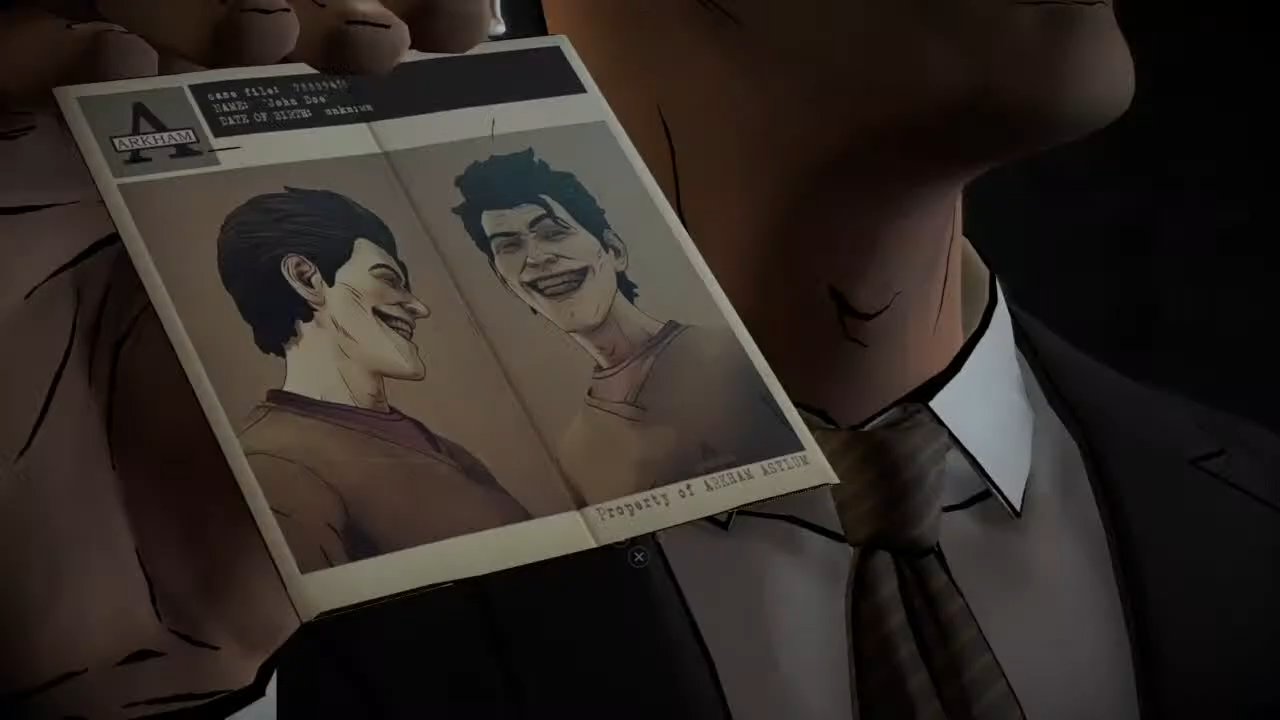 case file:
NAME: "John Doe"
DATE OF BIRTH: unknown
ARKHAM
Property of ARKHAM ASYLUM